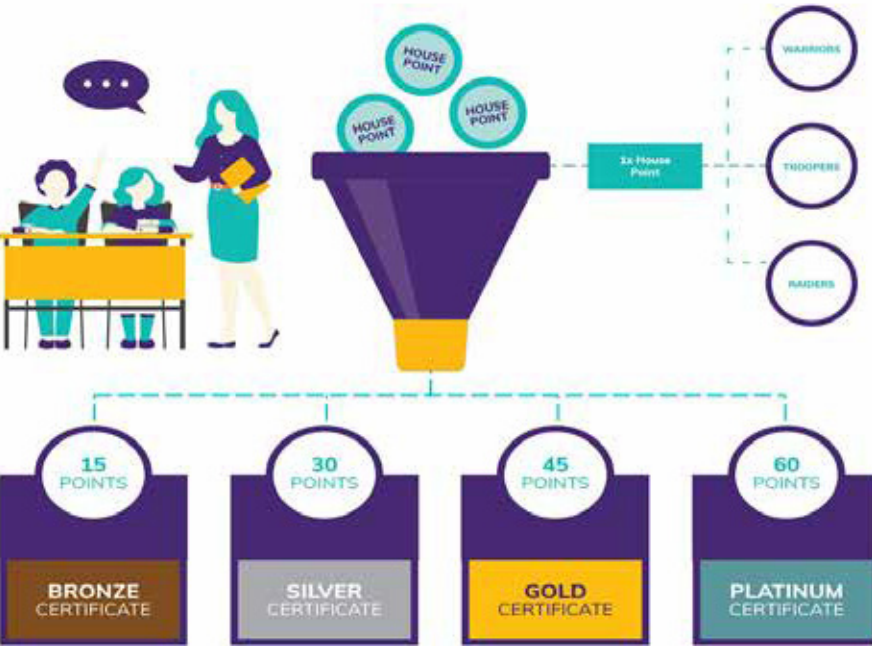 HOUSE
POINT
HOUSE
POINT
HOUSE
POINT
1x House
Point
WARRIORS
TROOPERS
RAIDERS
15
POINTS
30
POINTS
45
POINTS
60
POINTS
BRONZE
CERTIFICATE
SILVER
CERTIFICATE
GOLD
CERTIFICATE
PLATINUM
CERTIFICATE